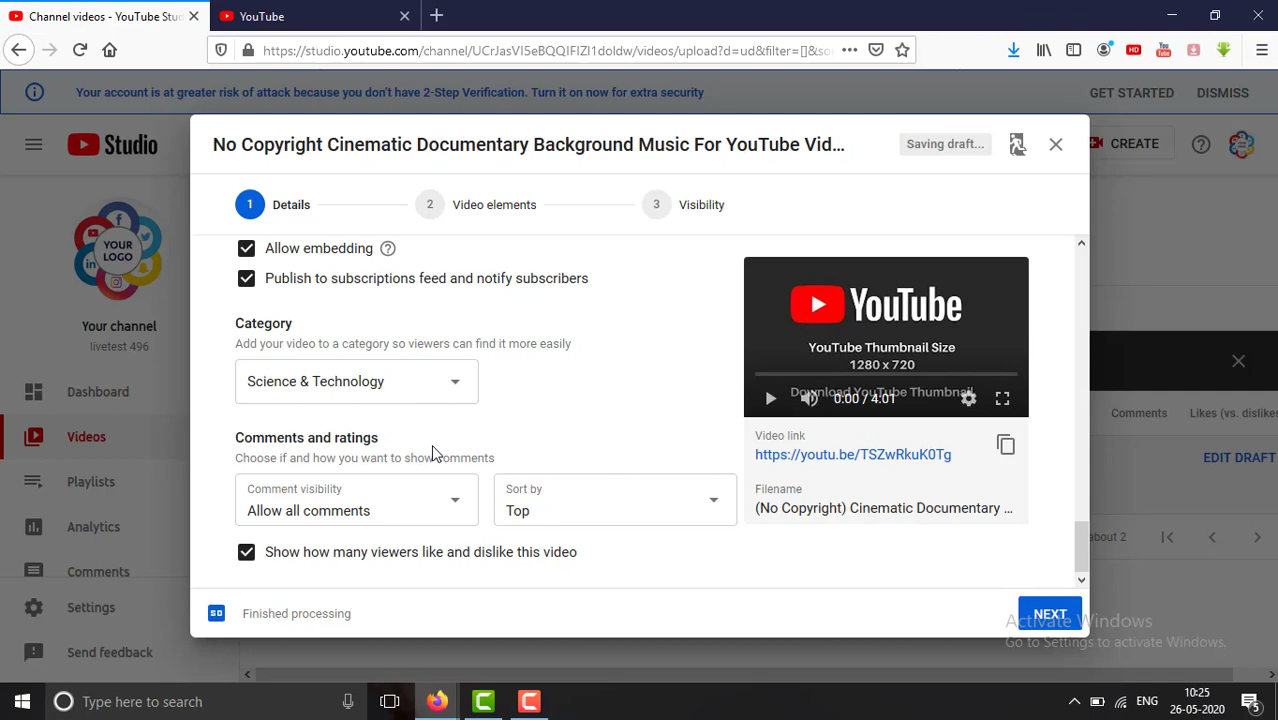 Channel videos - YouTube Stud
YouTube
https://studio.youtube.com/channel/UCrJasVI5eBQQIFIZI1doldw/videos/upload?d=ud&filter=[]&so
Your account is at greater risk of attack because you don't have 2-Step Verification. Turn it on now for extra security
GET STARTED
DISMISS
Studio
CREATE
No Copyright Cinematic Documentary Background Music For YouTube Vid...
Saving draft...
1
Details
2
Video elements
3
Visibility
YOUR
LOGO
Your channel
livetest 496
Dashboard
Videos
Playlists
Analytics
Comments
Settings
Send feedback
Allow embedding
Publish to subscriptions feed and notify subscribers
Category
Add your video to a category so viewers can find it more easily
Science & Technology
Comments and ratings
Choose if and how you want to show comments
Comment visibility
Allow all comments
Sort by
Top
Show how many viewers like and dislike this video
YouTube
YouTube Thumbnail Size
1280 x 720
Download YouTube Thumbnail
0:00 / 4:01
Video link
https://youtu.be/TSZwRkuK0Tg
Filename
(No Copyright) Cinematic Documentary ...
Comments
Likes (vs. dislikes
EDIT DRAFT
about 2
SD
Finished processing
NEXT
Activate Windows
Go to Settings to activate Windows.
Type here to search
ENG
10:25
26-05-2020
5